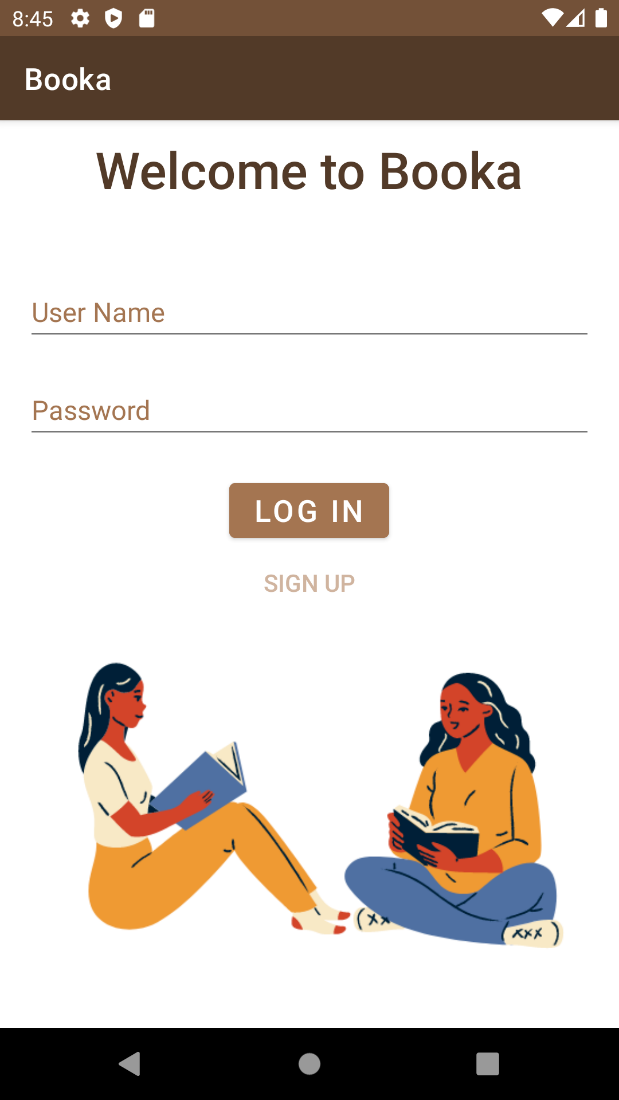 8:45
Booka
Welcome to Booka
User Name
Password
LOG IN
SIGN UP